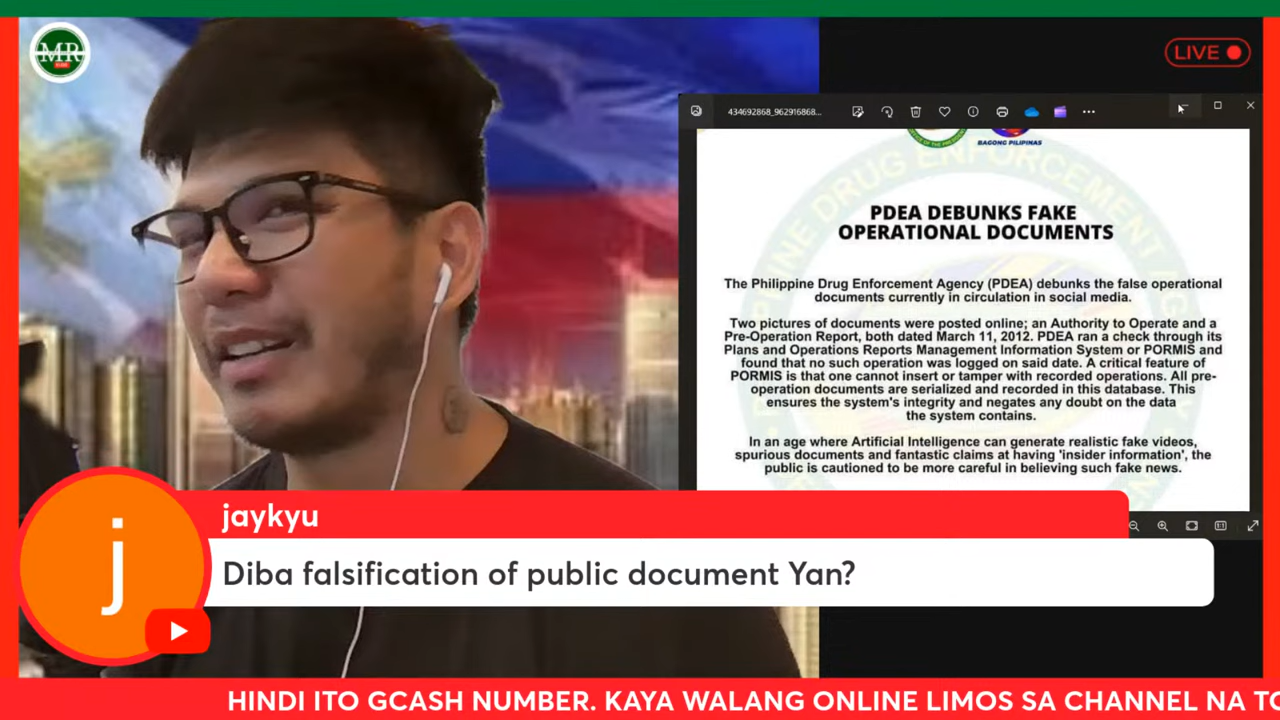 MR
LIVE
434692868_962916868...
BAGONG PILIPINAS
PDEA DEBUNKS FAKE
OPERATIONAL DOCUMENTS
The Philippine Drug Enforcement Agency (PDEA) debunks the false operational
documents currently in circulation in social media.
Two pictures of documents were posted online; an Authority to Operate and a
Pre-Operation Report, both dated March 11, 2012. PDEA ran a check through its
Plans and Operations Reports Management Information System or PORMIS and
found that no such operation was logged on said date. A critical feature of
PORMIS is that one cannot insert or tamper with recorded operations. All pre-
operation documents are serialized and recorded in this database. This
ensures the system's integrity and negates any doubt on the data
the system contains.
In an age where Artificial Intelligence can generate realistic fake videos,
spurious documents and fantastic claims at having 'insider information', the
public is cautioned to be more careful in believing such fake news.
j
jaykyu
Diba falsification of public document Yan?
HINDI ITO GCASH NUMBER. KAYA WALANG ONLINE LIMOS SA CHANNEL NA